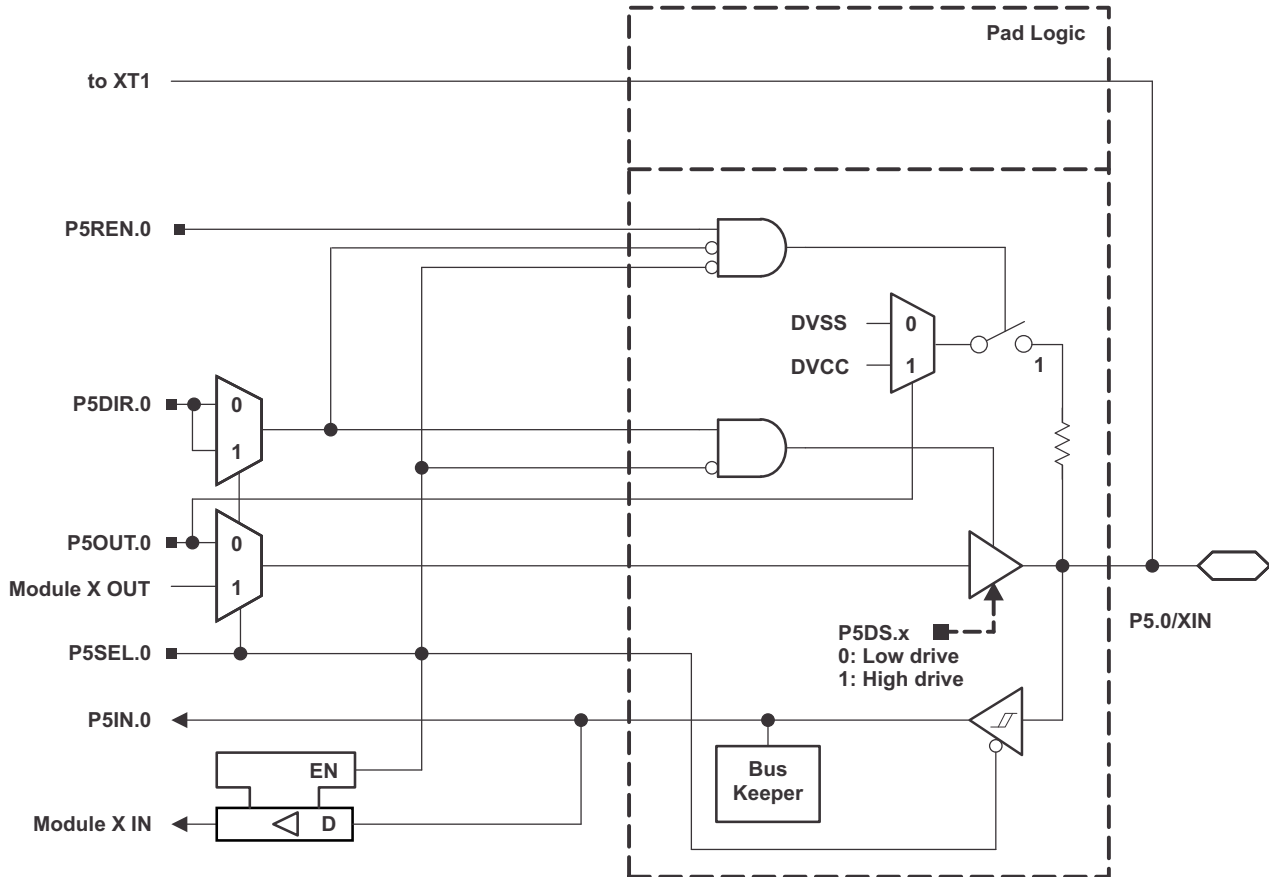 Pad Logic
to XT1
P5REN.0
DVSS
0
DVCC
1
1
P5DIR.0
0
1
P5OUT.0
0
Module X OUT
1
P5SEL.0
P5DS.x
0: Low drive
1: High drive
P5.0/XIN
P5IN.0
Bus
Keeper
EN
Module X IN
D